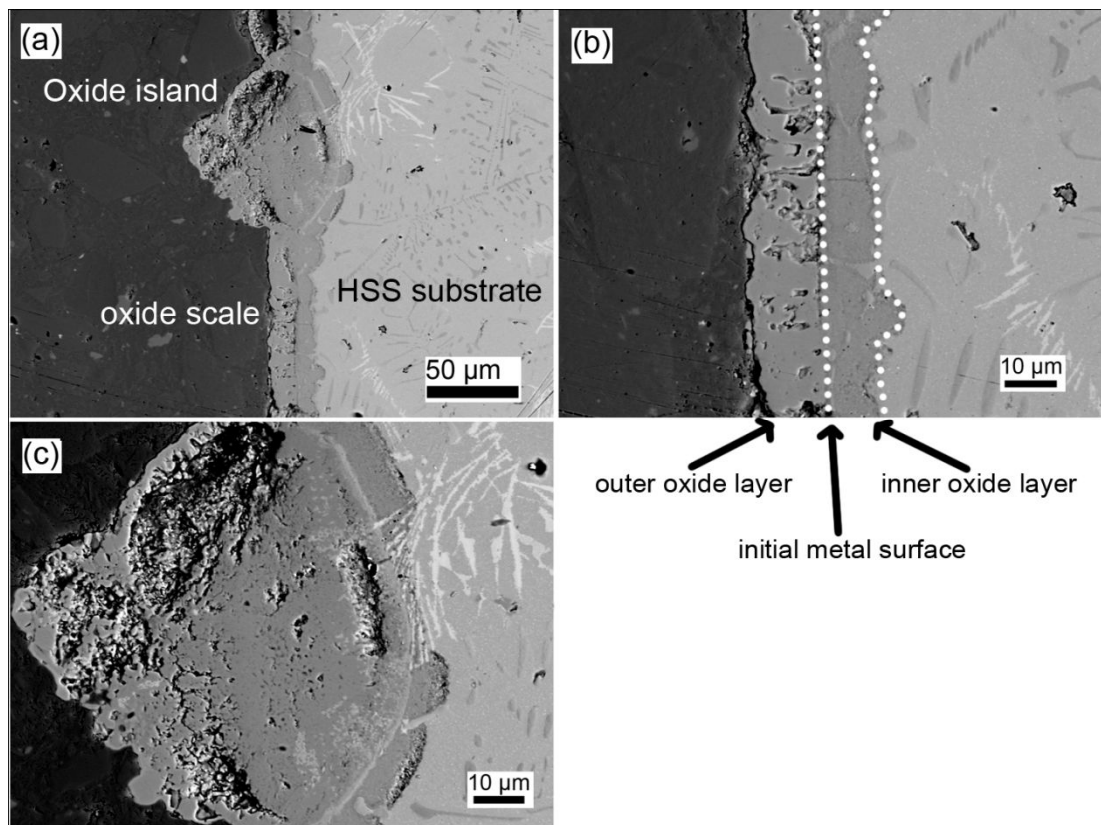 (a)
Oxide island
oxide scale
HSS substrate
50 µm
(b)
10 µm
outer oxide layer
inner oxide layer
initial metal surface
(c)
10 µm